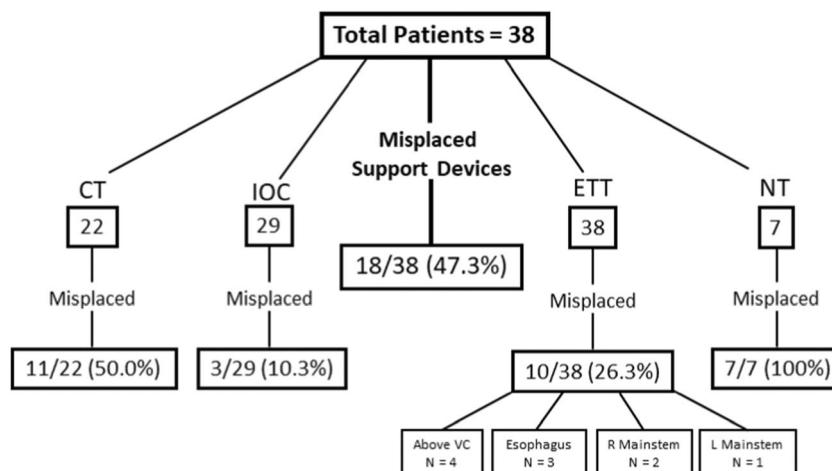 Total Patients = 38
Misplaced
Support Devices
18/38 (47.3%)
CT
22
Misplaced
11/22 (50.0%)
IOC
29
Misplaced
3/29 (10.3%)
ETT
38
Misplaced
10/38 (26.3%)
Above VC
N = 4
Esophagus
N = 3
R Mainstem
N = 2
L Mainstem
N = 1
NT
7
Misplaced
7/7 (100%)